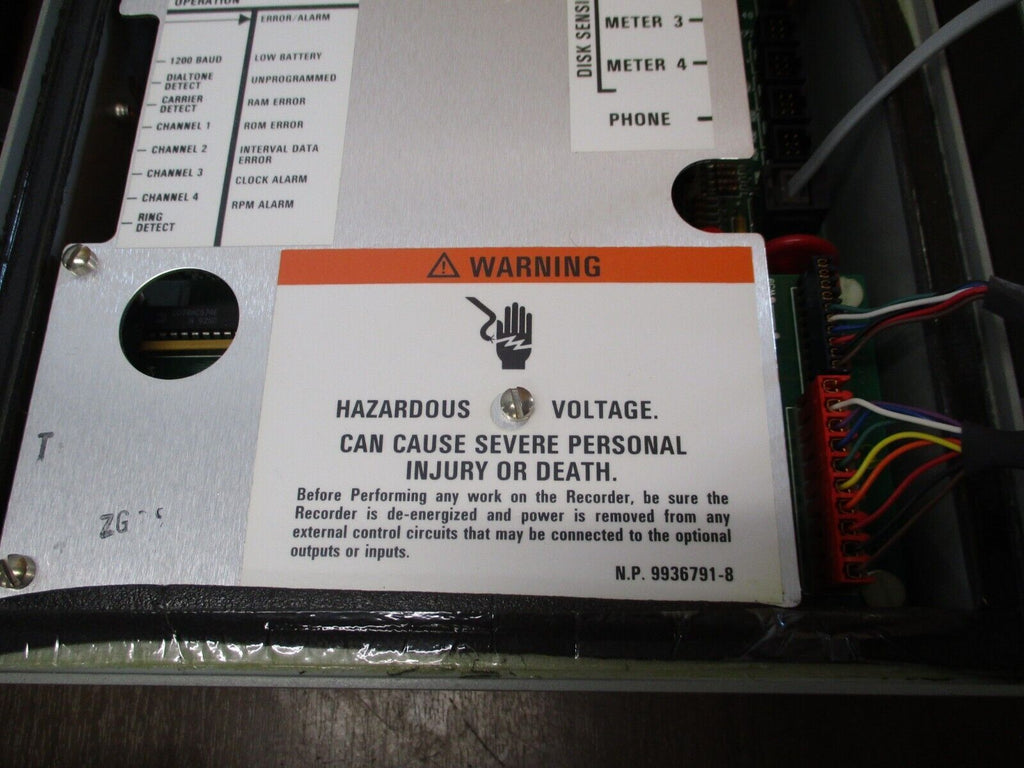 OPERATION
ERROR/ALARM
1200 BAUD
LOW BATTERY
DIALTONE
DETECT
UNPROGRAMMED
CARRIER
DETECT
RAM ERROR
CHANNEL 1
ROM ERROR
CHANNEL 2
INTERVAL DATA
ERROR
CHANNEL 3
CLOCK ALARM
CHANNEL 4
RPM ALARM
RING
DETECT
DISK SENSI
METER 3
METER 4
PHONE
WARNING
HAZARDOUS VOLTAGE.
CAN CAUSE SEVERE PERSONAL
INJURY OR DEATH.
Before Performing any work on the Recorder, be sure the
Recorder is de-energized and power is removed from any
external control circuits that may be connected to the optional
outputs or inputs.
N.P. 9936791-8
T
ZG